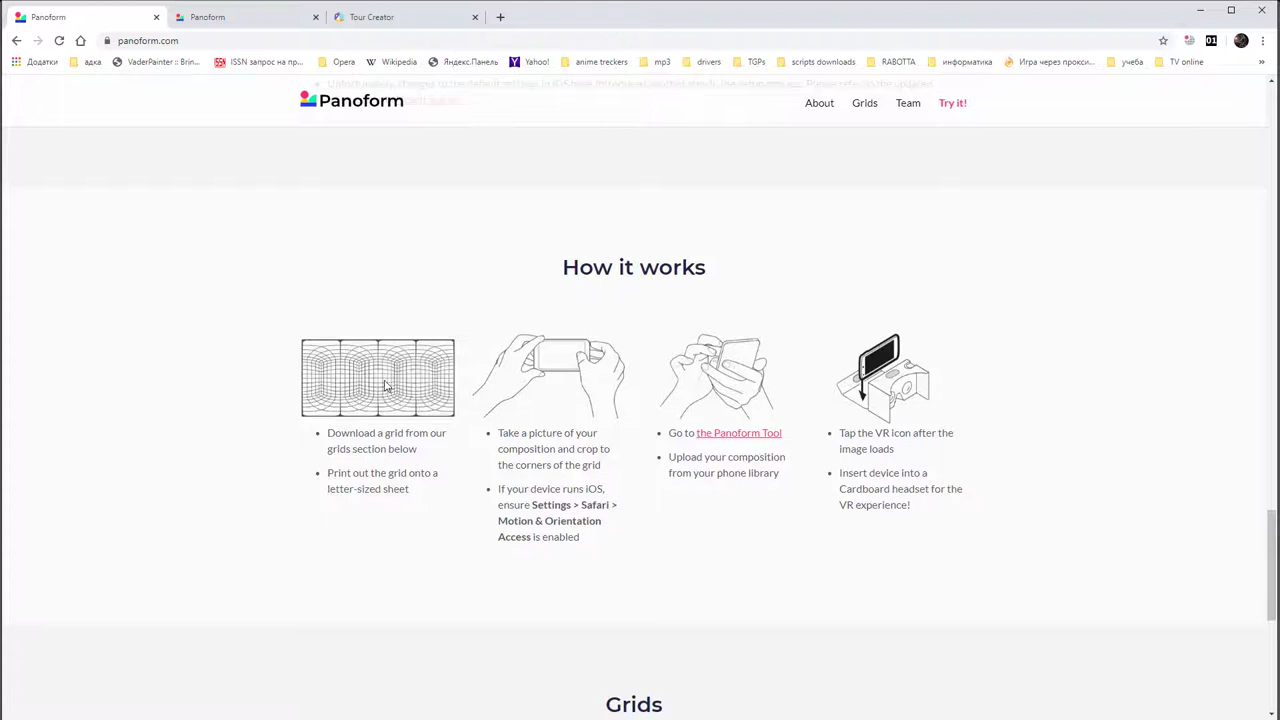 Panoform
Panoform
Tour Creator
panoform.com
Додатки
адка
VaderPainter :: Brin...
ISSN запрос на пр...
Opera
Wikipedia
Яндекс.Панель
Yahoo!
anime treckers
mp3
drivers
TGPs
scripts downloads
RABOTTA
информатика
Игра через прокси...
учеба
TV online
»
Panoform
About
Grids
Team
Try it!
How it works
Download a grid from our
grids section below
Print out the grid onto a
letter-sized sheet
Take a picture of your
composition and crop to
the corners of the grid
If your device runs iOS,
ensure Settings > Safari >
Motion & Orientation
Access is enabled
Go to the Panoform Tool
Upload your composition
from your phone library
Tap the VR icon after the
image loads
Insert device into a
Cardboard headset for the
VR experience!
Grids